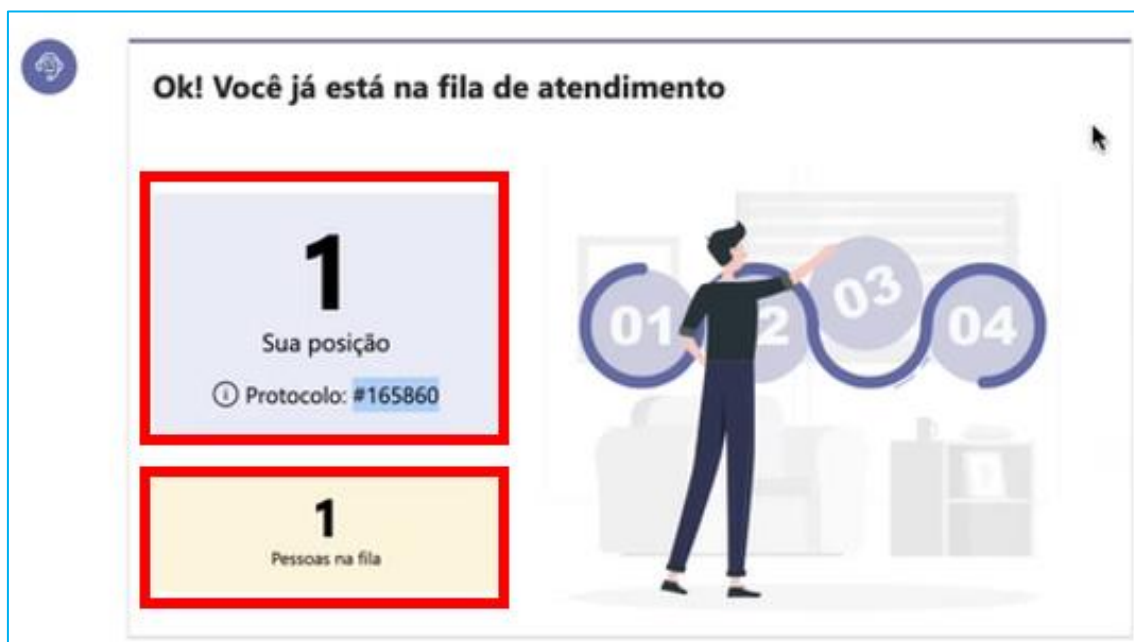 Ok! Você já está na fila de atendimento
1
Sua posição
Protocolo: #165860
1
Pessoas na fila
01
2
03
04